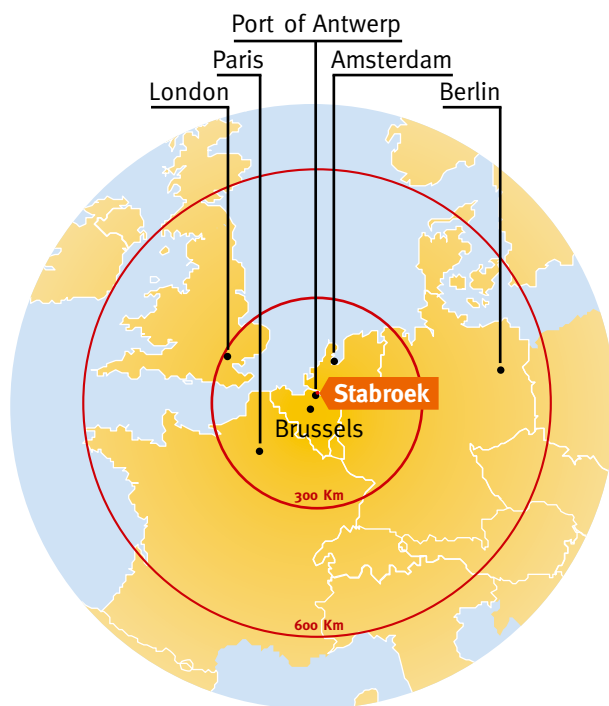 Port of Antwerp
Paris
Amsterdam
London
Berlin
Stabroek
Brussels
300 Km
600 Km